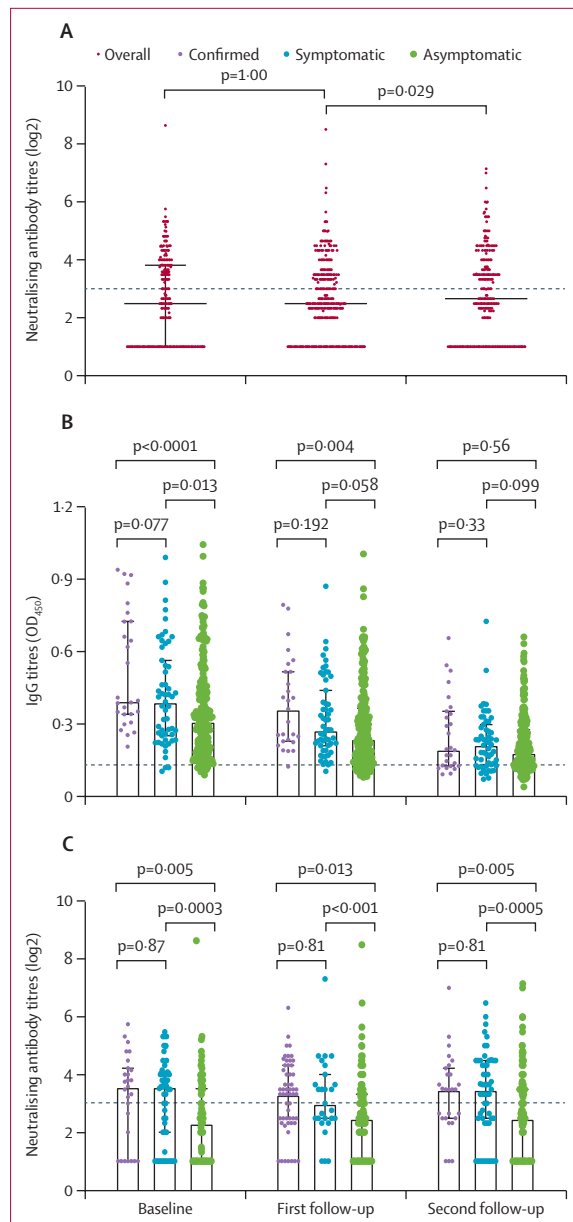 A
Overall Confirmed Symptomatic Asymptomatic
p=1·00
p=0·029
Neutralising antibody titres (log2)
10
8
6
4
2
0
B
p<0·0001 p=0·004 p=0·56
p=0·013 p=0·058 p=0·099
p=0·077 p=0·192 p=0·33
IgG titres (OD450)
1·2
0·9
0·6
0·3
0
C
p=0·005 p=0·013 p=0·005
p=0·0003 p<0·001 p=0·0005
p=0·87 p=0·81 p=0·81
Neutralising antibody titres (log2)
10
8
6
4
2
0
Baseline First follow-up Second follow-up